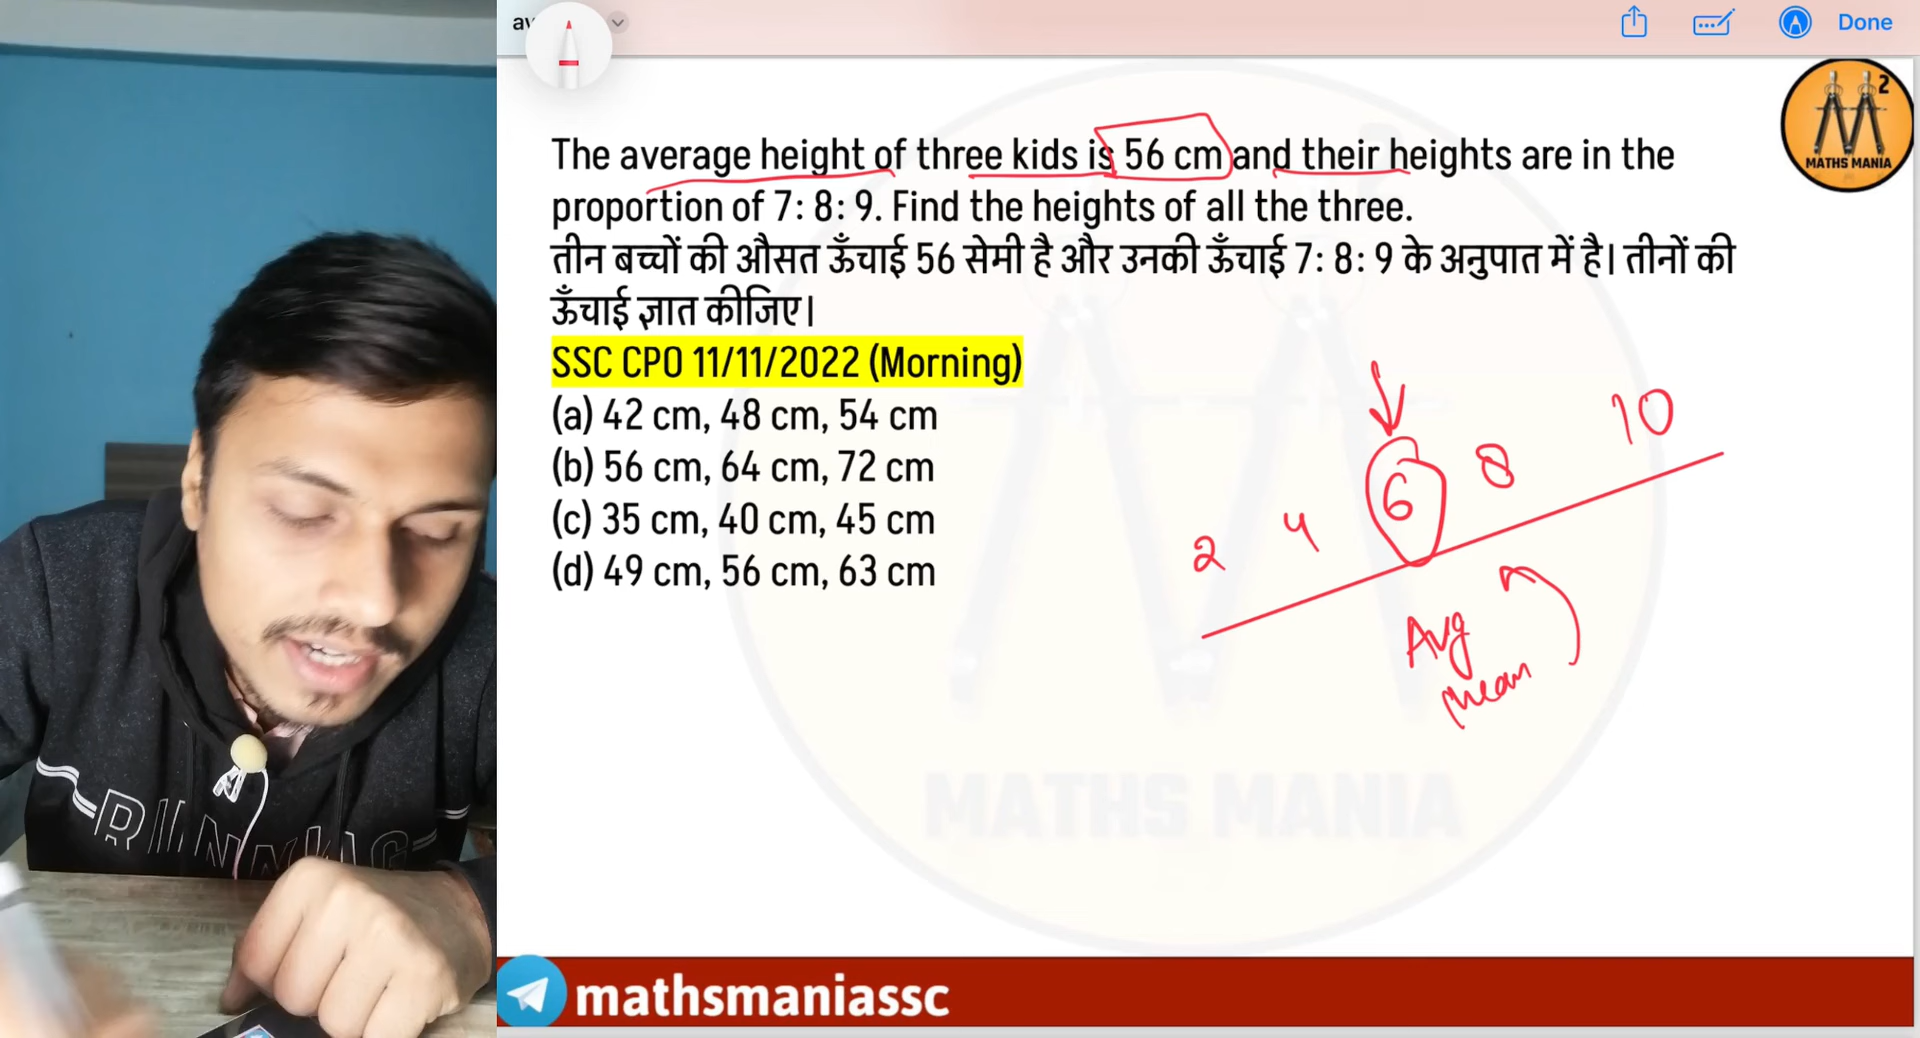 Done
The average height of three kids is 56 cm and their heights are in the
proportion of 7: 8: 9. Find the heights of all the three.
तीन बच्चों की औसत ऊँचाई 56 सेमी है और उनकी ऊँचाई 7: 8: 9 के अनुपात में है। तीनों की
ऊँचाई ज्ञात कीजिए।
SSC CPO 11/11/2022 (Morning)
(a) 42 cm, 48 cm, 54 cm
(b) 56 cm, 64 cm, 72 cm
(c) 35 cm, 40 cm, 45 cm
(d) 49 cm, 56 cm, 63 cm
2 4 6 8 10
Avg
mean
2
MATHS MANIA
MATHS MANIA
mathsmaniassc